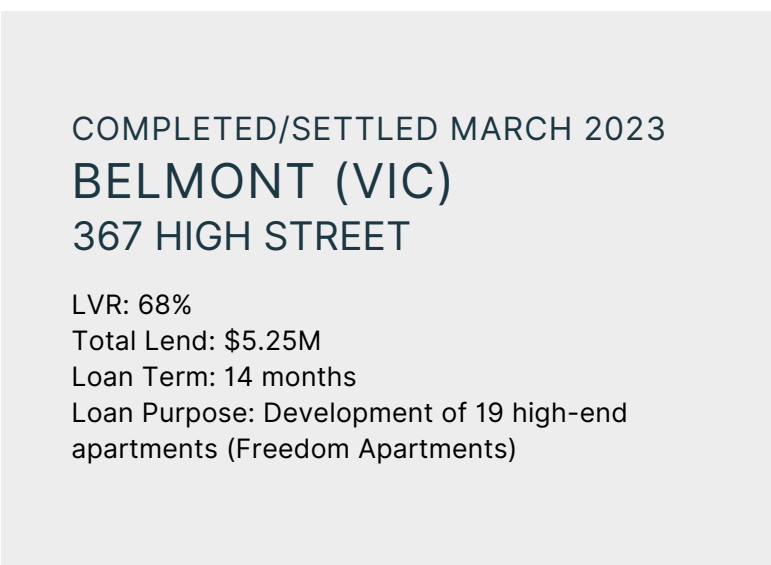 COMPLETED/SETTLED MARCH 2023
BELMONT (VIC)
367 HIGH STREET
LVR: 68%
Total Lend: $5.25M
Loan Term: 14 months
Loan Purpose: Development of 19 high-end
apartments (Freedom Apartments)